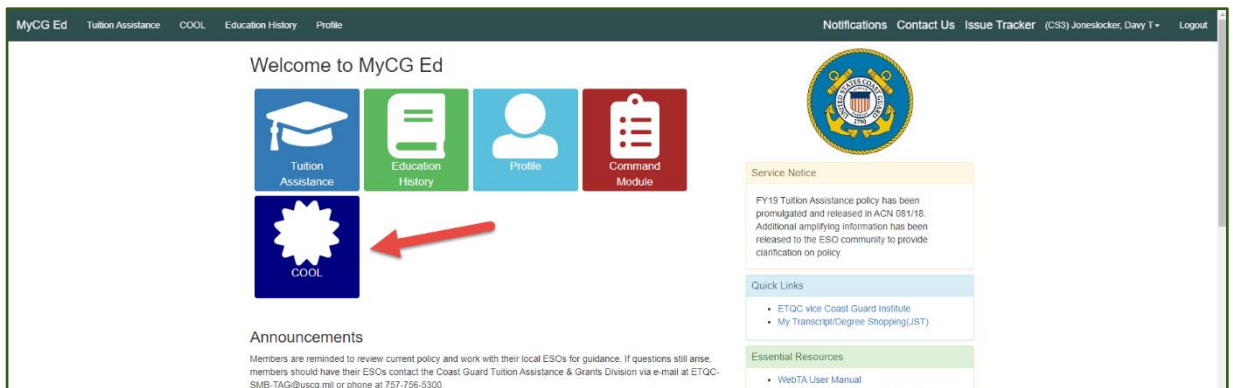 MyCG Ed Tuition Assistance COOL Education History Profile Notifications Contact Us Issue Tracker (CS3) Joneslocker, Davy T Logout
Welcome to MyCG Ed
Tuition
Assistance
Education
History
Profile
Command
Module
COOL
Announcements
Members are reminded to review current policy and work with their local ESOs for guidance. If questions still arise,
members should have their ESOs contact the Coast Guard Tuition Assistance & Grants Division via e-mail at ETQC-
SMB-TAG@uscg.mil or phone at 757-756-5300.
UNITED STATES COAST GUARD
1790
Service Notice
FY19 Tuition Assistance policy has been
promulgated and released in ACN 081/18.
Additional amplifying information has been
released to the ESO community to provide
clarification on policy.
Quick Links
• ETQC vice Coast Guard Institute
• My Transcript/Degree Shopping(JST)
Essential Resources
• WebTA User Manual